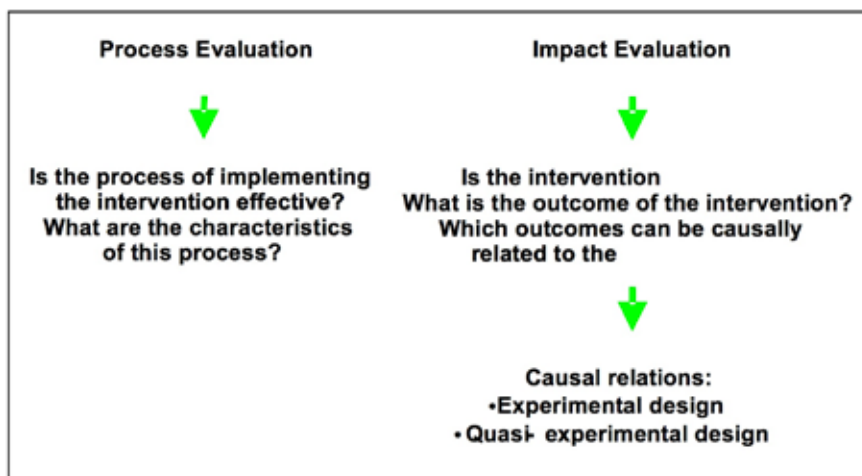 Process Evaluation
Is the process of implementing
the intervention effective?
What are the characteristics
of this process?
Impact Evaluation
Is the intervention
What is the outcome of the intervention?
Which outcomes can be causally
related to the
Causal relations:
•Experimental design
•Quasi- experimental design